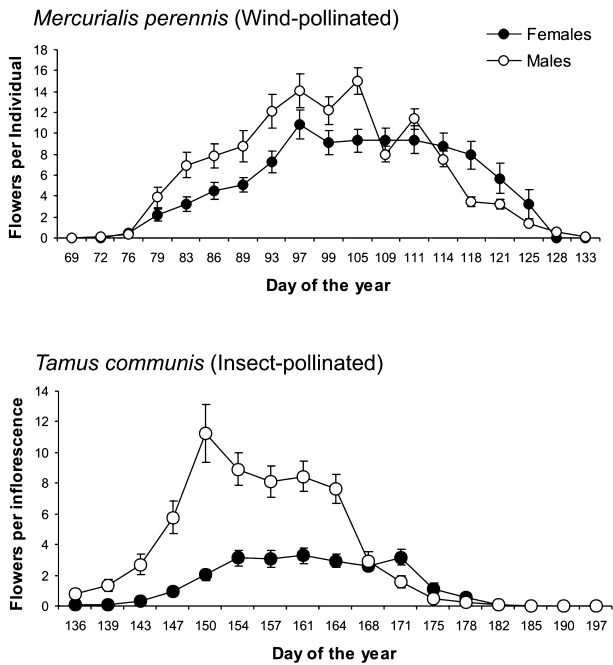 Mercurialis perennis (Wind-pollinated)
Females
Males
Flowers per Individual
18
16
14
12
10
8
6
4
2
0
69 72 76 79 83 86 89 93 97 99 105 109 111 114 118 121 125 128 133
Day of the year
Tamus communis (Insect-pollinated)
Flowers per inflorescence
14
12
10
8
6
4
2
0
136 139 143 147 150 154 157 161 164 168 171 175 178 182 185 190 197
Day of the year